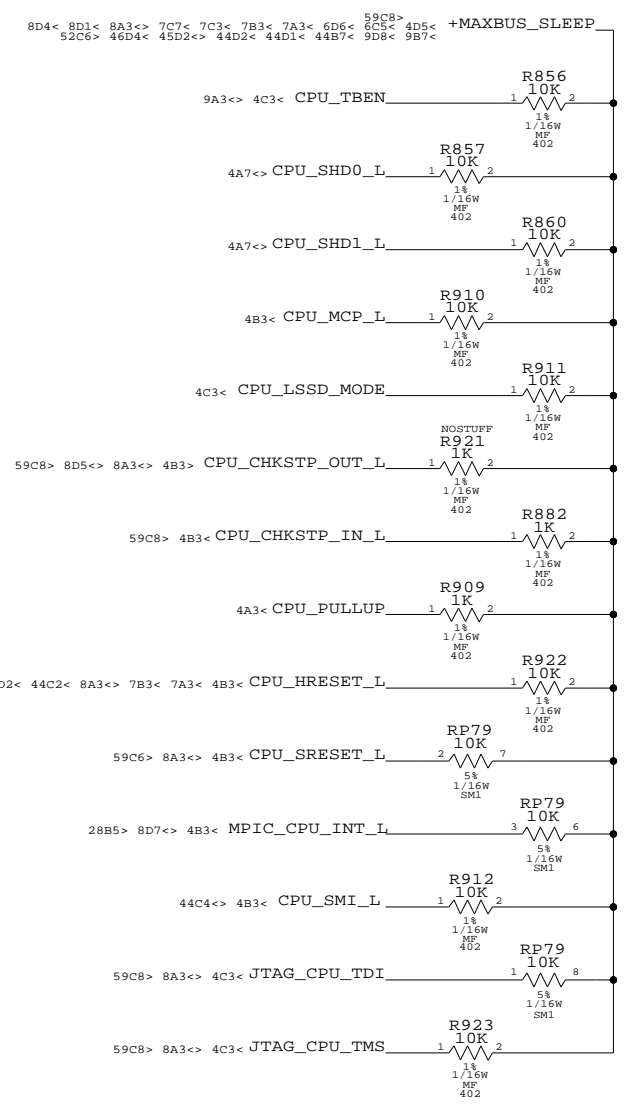 59C8>
8D4< 8D1< 8A3<> 7C7< 7C3< 7B3< 7A3< 6D6< 6C5< 4D5< +MAXBUS_SLEEP
52C6> 46D4< 45D2<> 44D2< 44D1< 44B7< 9D8< 9B7<
R856
10K
9A3<> 4C3< CPU_TBEN 1 2
1%
1/16W
MF
402
R857
10K
4A7<> CPU_SHD0_L 1 2
1%
1/16W
MF
402
R860
10K
4A7<> CPU_SHD1_L 1 2
1%
1/16W
MF
402
R910
10K
4B3< CPU_MCP_L 1 2
1%
1/16W
MF
402
R911
10K
4C3< CPU_LSSD_MODE 1 2
1%
1/16W
MF
402
NOSTUFF
R921
1K
59C8> 8D5<> 8A3<> 4B3> CPU_CHKSTP_OUT_L 1 2
1%
1/16W
MF
402
R882
1K
59C8> 4B3< CPU_CHKSTP_IN_L 1 2
1%
1/16W
MF
402
R909
1K
4A3< CPU_PULLUP 1 2
1%
1/16W
MF
402
R922
10K
D2< 44C2< 8A3<> 7B3< 7A3< 4B3< CPU_HRESET_L 1 2
1%
1/16W
MF
402
RP79
10K
59C6> 8A3<> 4B3< CPU_SRESET_L 2 7
5%
1/16W
SM1
RP79
10K
28B5> 8D7<> 4B3< MPIC_CPU_INT_L 3 6
5%
1/16W
SM1
R912
10K
44C4<> 4B3< CPU_SMI_L 1 2
1%
1/16W
MF
402
RP79
10K
59C8> 8A3<> 4C3< JTAG_CPU_TDI 1 8
5%
1/16W
SM1
R923
10K
59C8> 8A3<> 4C3< JTAG_CPU_TMS 1 2
1%
1/16W
MF
402